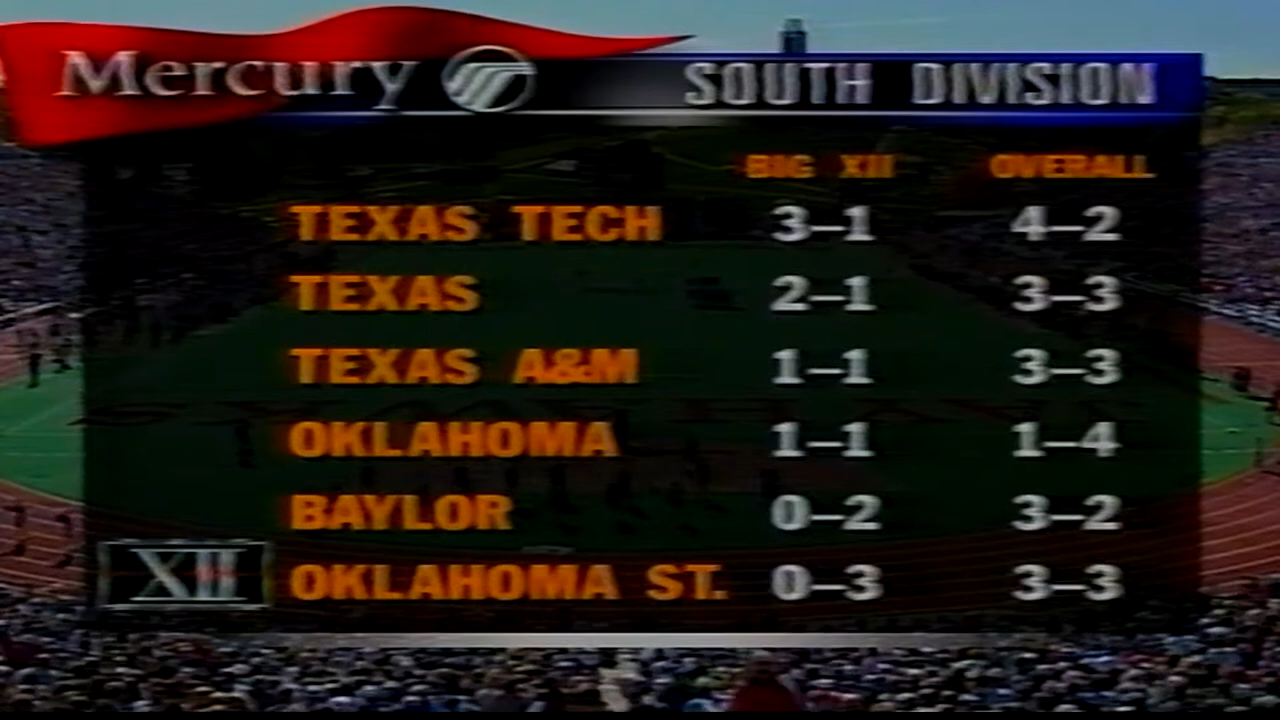 Mercury SOUTH DIVISION
BIG XII OVERALL
TEXAS TECH 3-1 4-2
TEXAS 2-1 3-3
TEXAS A&M 1-1 3-3
OKLAHOMA 1-1 1-4
BAYLOR 0-2 3-2
XII OKLAHOMA ST. 0-3 3-3